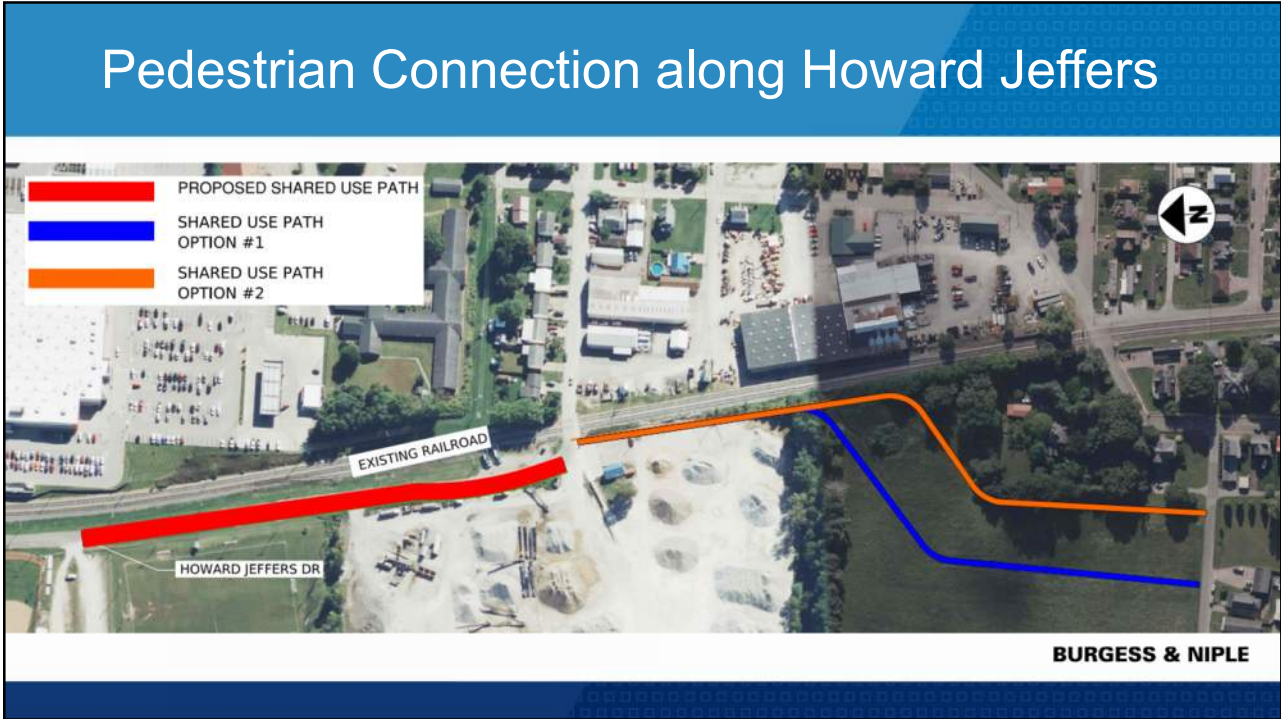 Pedestrian Connection along Howard Jeffers
PROPOSED SHARED USE PATH
SHARED USE PATH
OPTION #1
SHARED USE PATH
OPTION #2
N
EXISTING RAILROAD
HOWARD JEFFERS DR
BURGESS & NIPLE